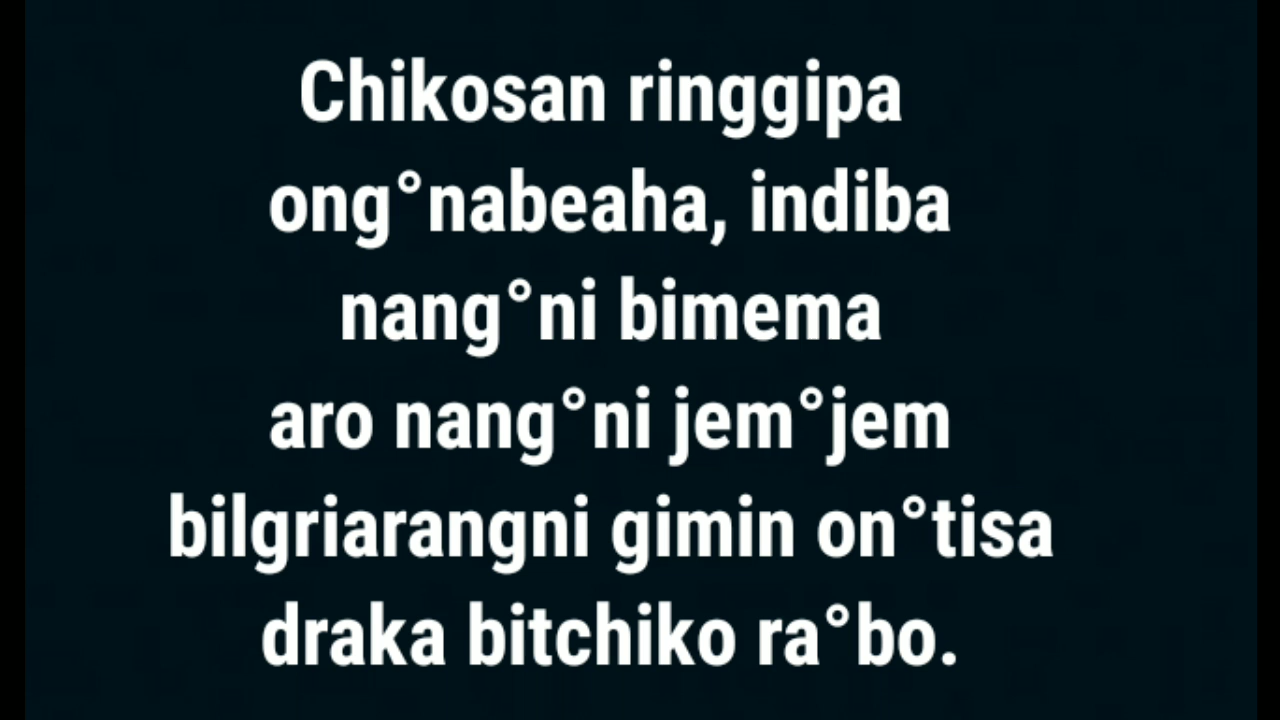 Chikosan ringgipa
ong°nabeaha, indiba
nang°ni bimema
aro nang°ni jem°jem
bilgriarangni gimin on°tisa
draka bitchiko ra°bo.